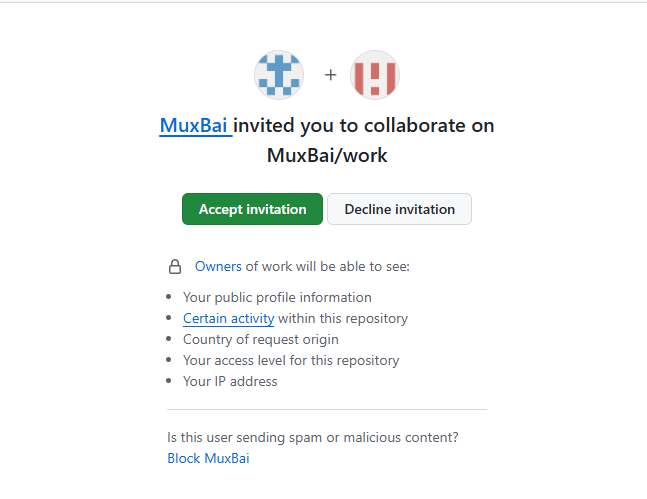 +
MuxBai invited you to collaborate on
MuxBai/work
Accept invitation
Decline invitation
Owners of work will be able to see:
• Your public profile information
• Certain activity within this repository
• Country of request origin
• Your access level for this repository
• Your IP address
Is this user sending spam or malicious content?
Block MuxBai